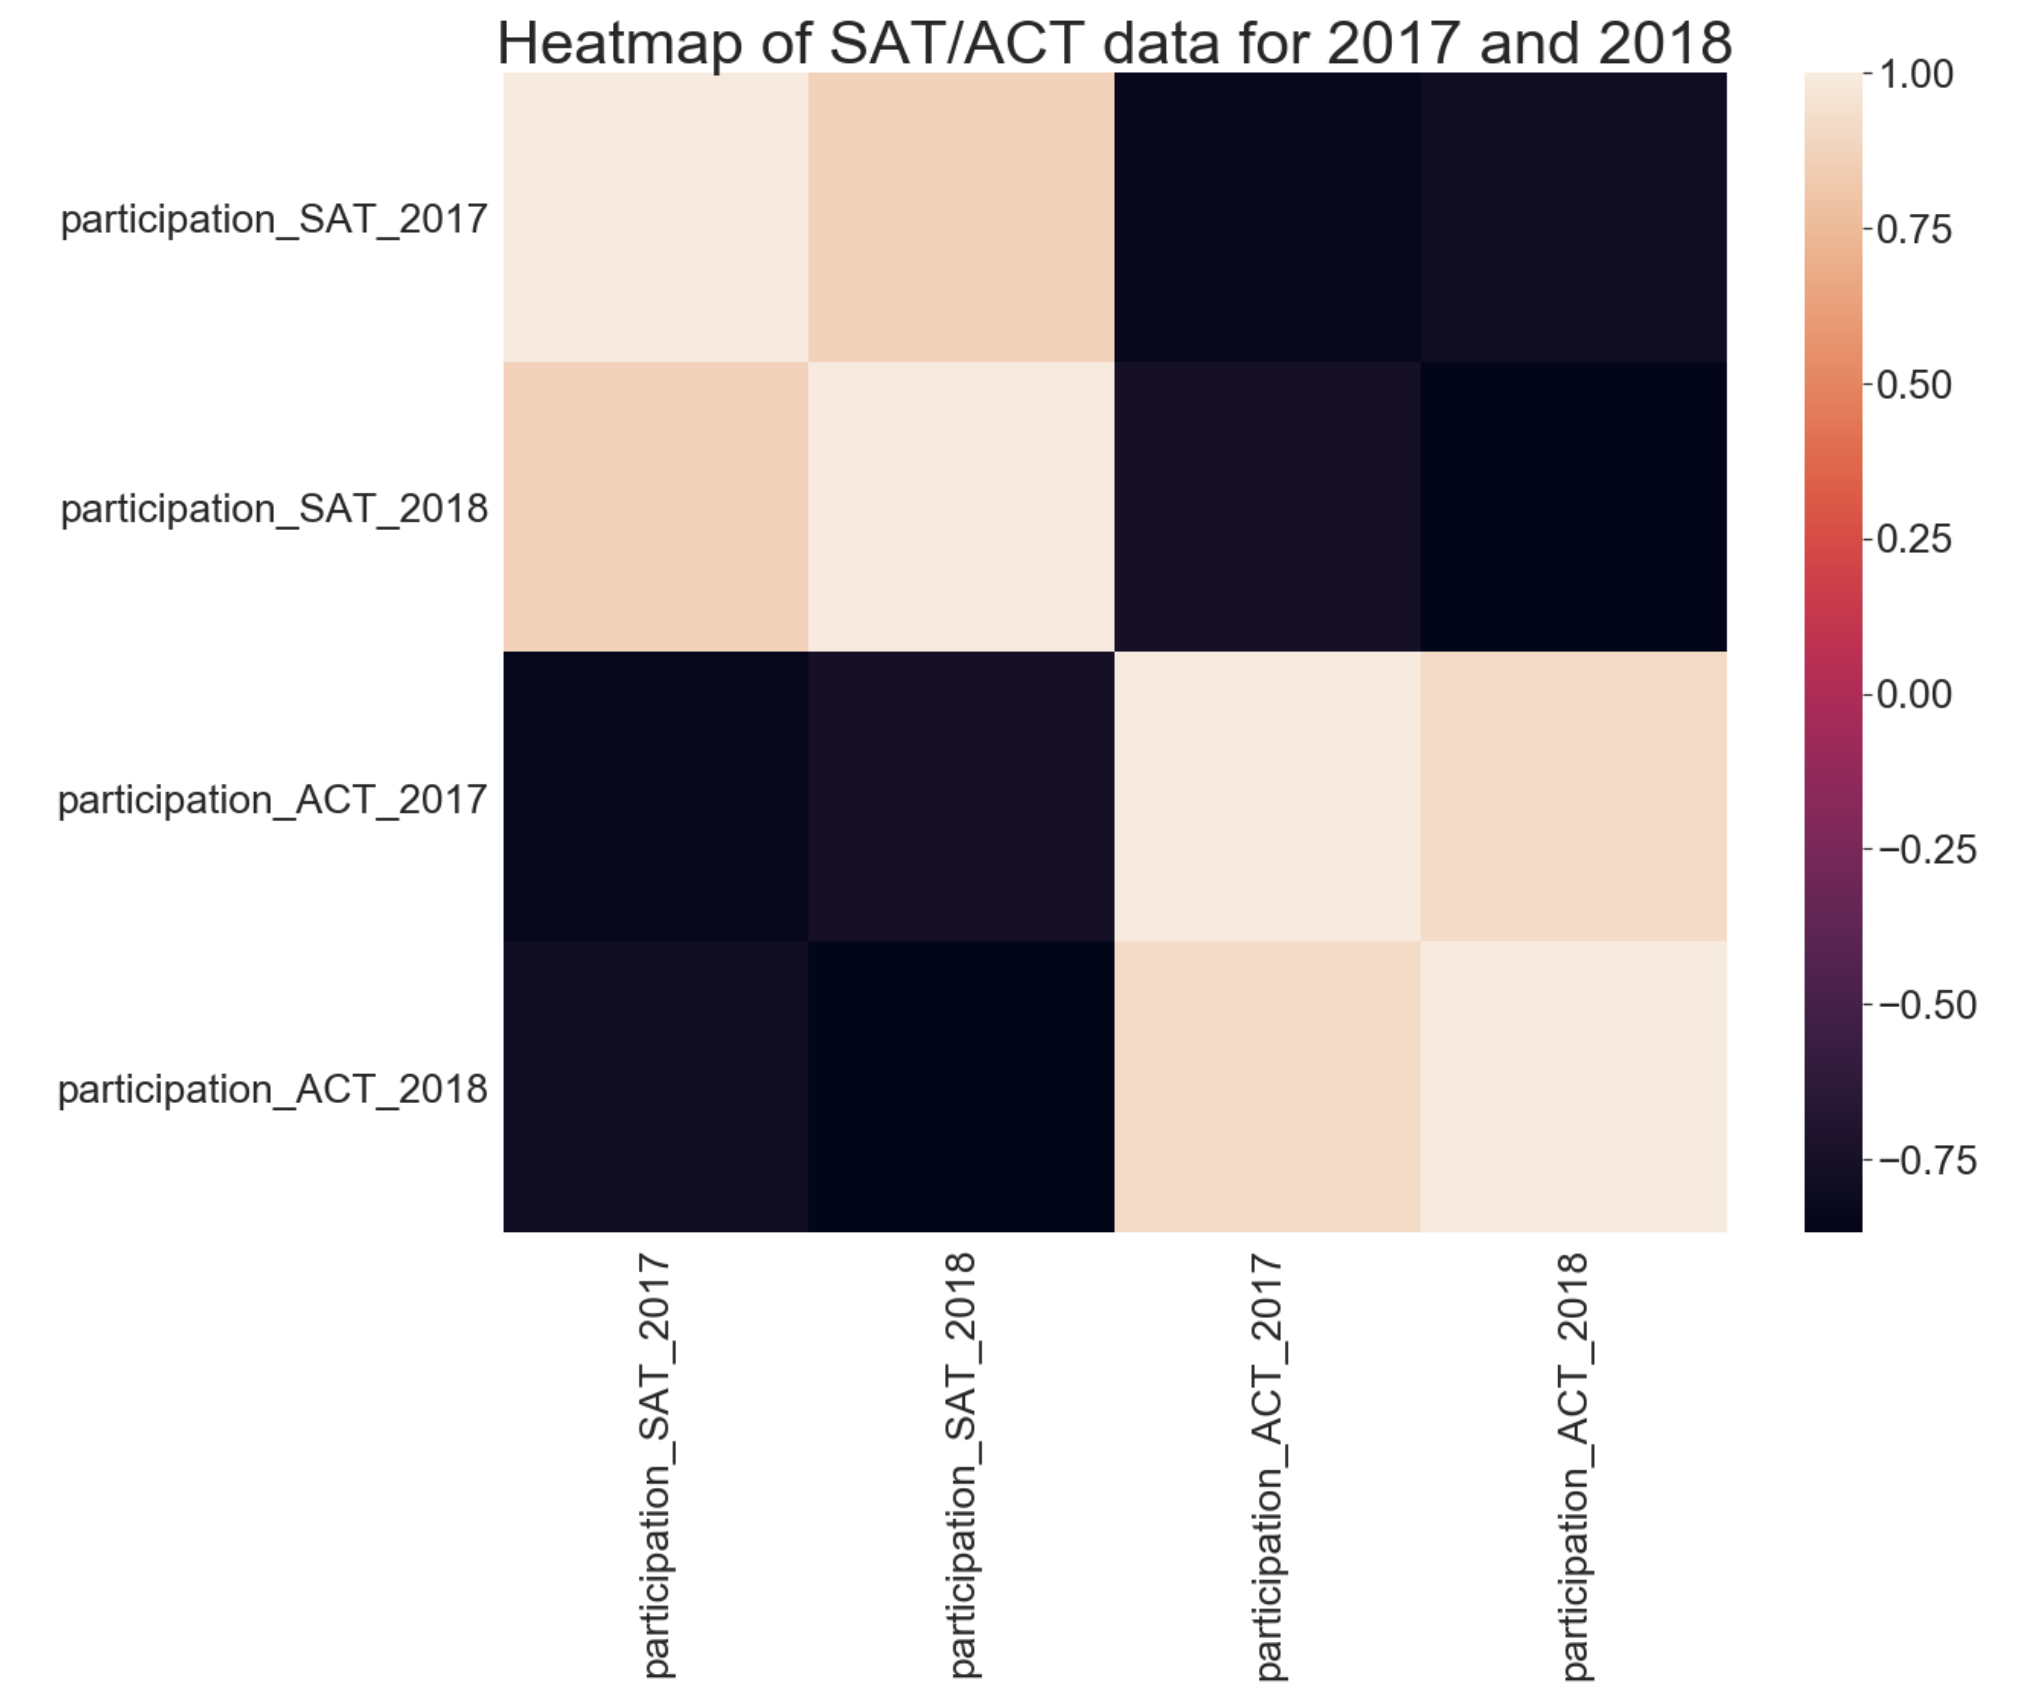 Heatmap of SAT/ACT data for 2017 and 2018
participation_SAT_2017
participation_SAT_2018
participation_ACT_2017
participation_ACT_2018
participation_SAT_2017
participation_SAT_2018
participation_ACT_2017
participation_ACT_2018
1.00
0.75
0.50
0.25
0.00
−0.25
−0.50
−0.75